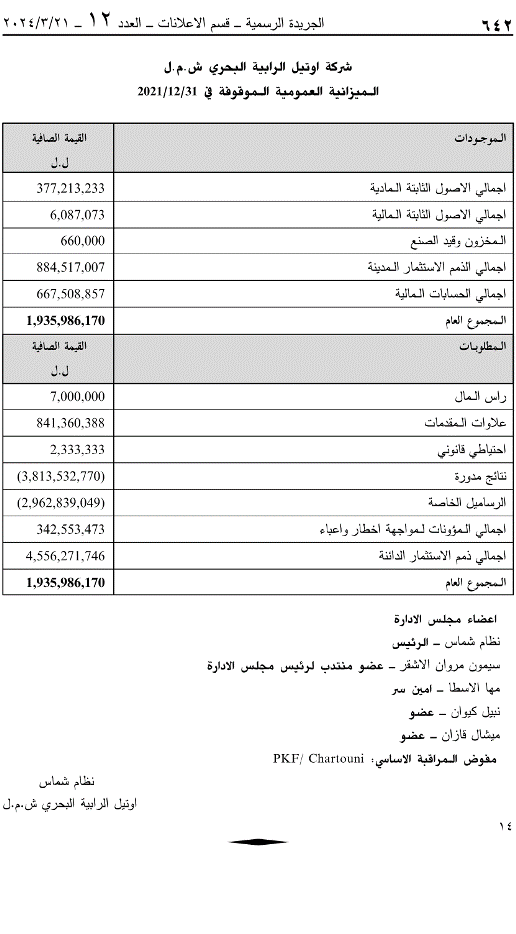 ٦٤٢ الجريدة الرسمية – قسم الاعلانات – العدد ١٢ – ٢٠٢٤/٣/٢١
شركة اوتيل الرابية البحري ش.م.ل
الميزانية العمومية الموقوفة في 2021/12/31
الموجودات القيمة الصافية
ل.ل
اجمالي الاصول الثابتة المادية 377,213,233
اجمالي الاصول الثابتة المالية 6,087,073
المخزون وقيد الصنع 660,000
اجمالي الذمم الاستثمار المدينة 884,517,007
اجمالي الحسابات المالية 667,508,857
المجموع العام 1,935,986,170
المطلوبات القيمة الصافية
ل.ل
راس المال 7,000,000
علاوات المقدمات 841,360,388
احتياطي قانوني 2,333,333
نتائج مدورة (3,813,532,770)
الرساميل الخاصة (2,962,839,049)
اجمالي المؤونات لمواجهة اخطار واعباء 342,553,473
اجمالي ذمم الاستثمار الدائنة 4,556,271,746
المجموع العام 1,935,986,170
اعضاء مجلس الادارة
نظام شماس – الرئيس
سيمون مروان الاشقر – عضو منتدب لرئيس مجلس الادارة
مها الاسطا – امين سر
نبيل كيوان – عضو
ميشال قازان – عضو
مفوض المراقبة الاساسي: PKF/ Chartouni
نظام شماس
اوتيل الرابية البحري ش.م.ل
١٤